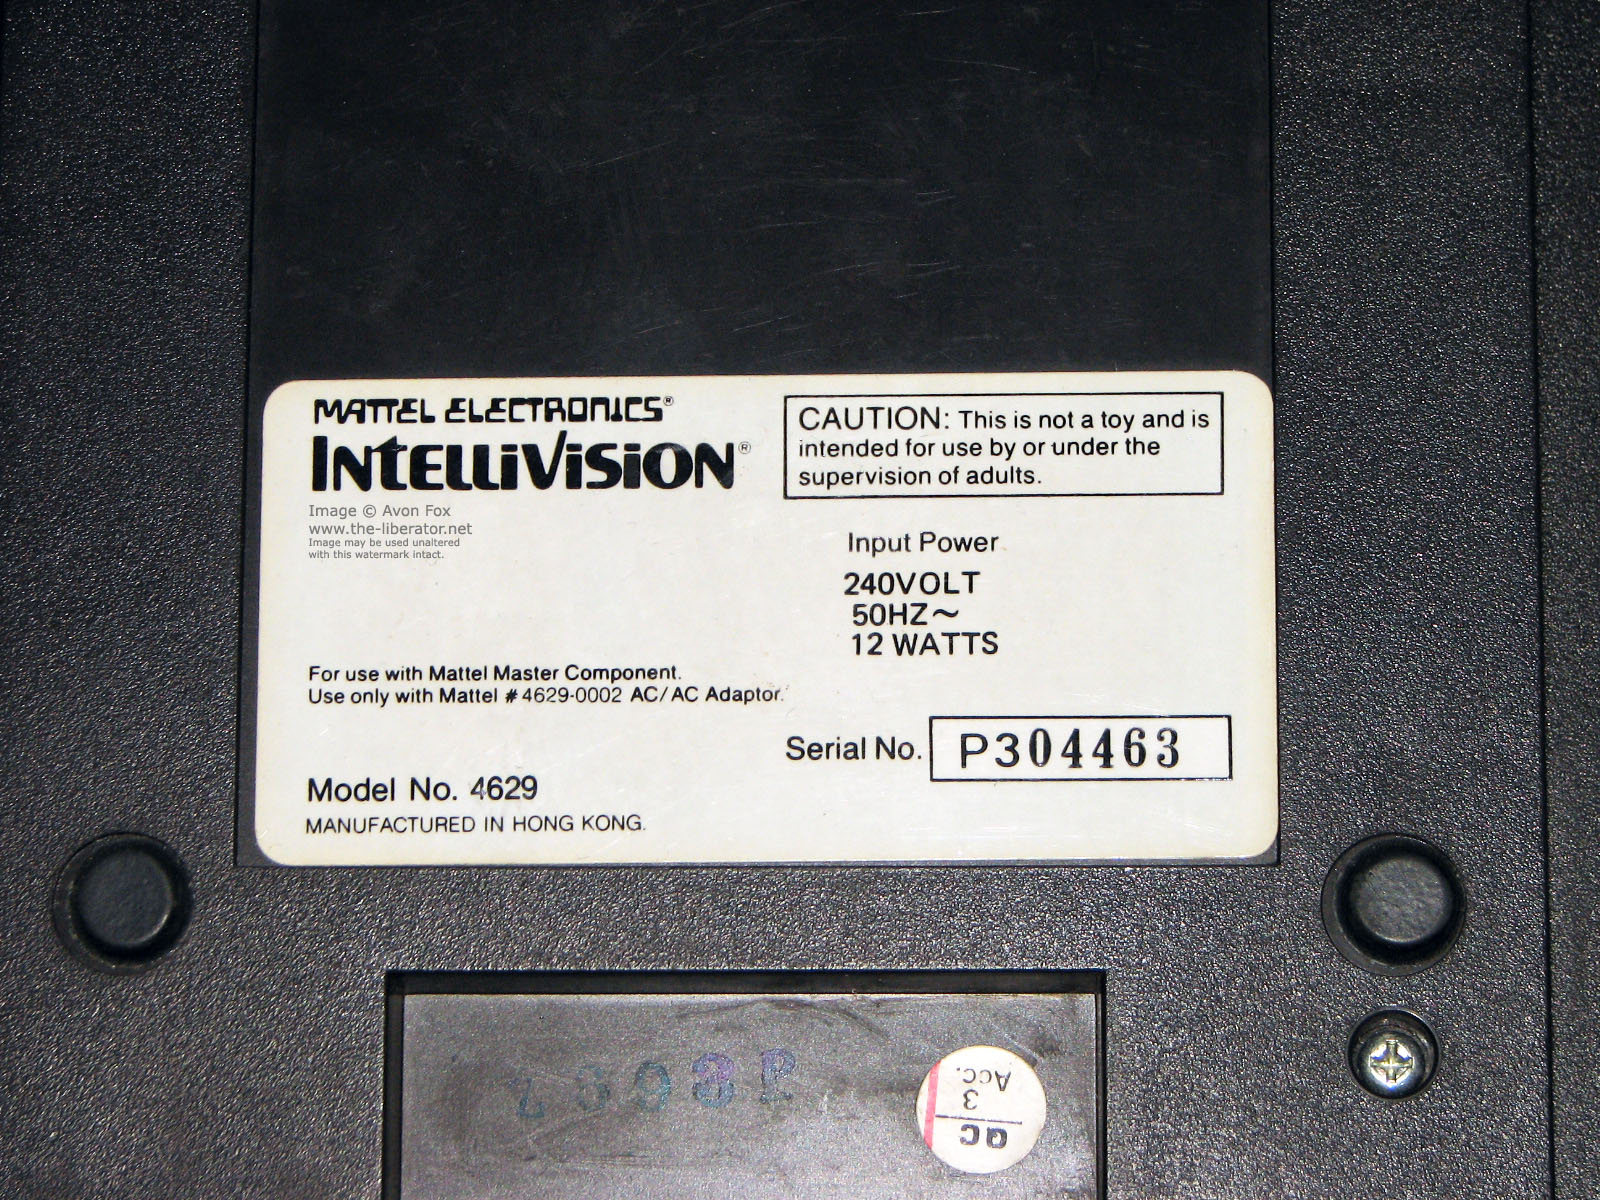 MATTEL ELECTRONICS®
INTELLIVISION®
CAUTION: This is not a toy and is
intended for use by or under the
supervision of adults.
Image © Avon Fox
www.the-liberator.net
Image may be used unaltered
with this watermark intact.
Input Power
240VOLT
50HZ~
12 WATTS
For use with Mattel Master Component.
Use only with Mattel #4629-0002 AC/AC Adaptor.
Serial No. P304463
Model No. 4629
MANUFACTURED IN HONG KONG.
QC
3
Acc.